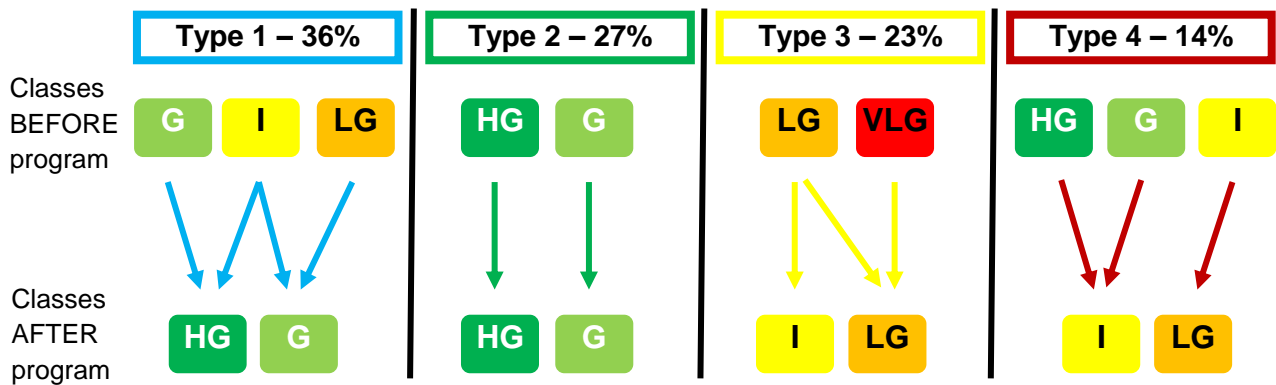 Type 1 – 36% Type 2 – 27% Type 3 – 23% Type 4 – 14%
Classes
BEFORE
program
G I LG HG G LG VLG HG G I
Classes
AFTER
program
HG G HG G I LG I LG